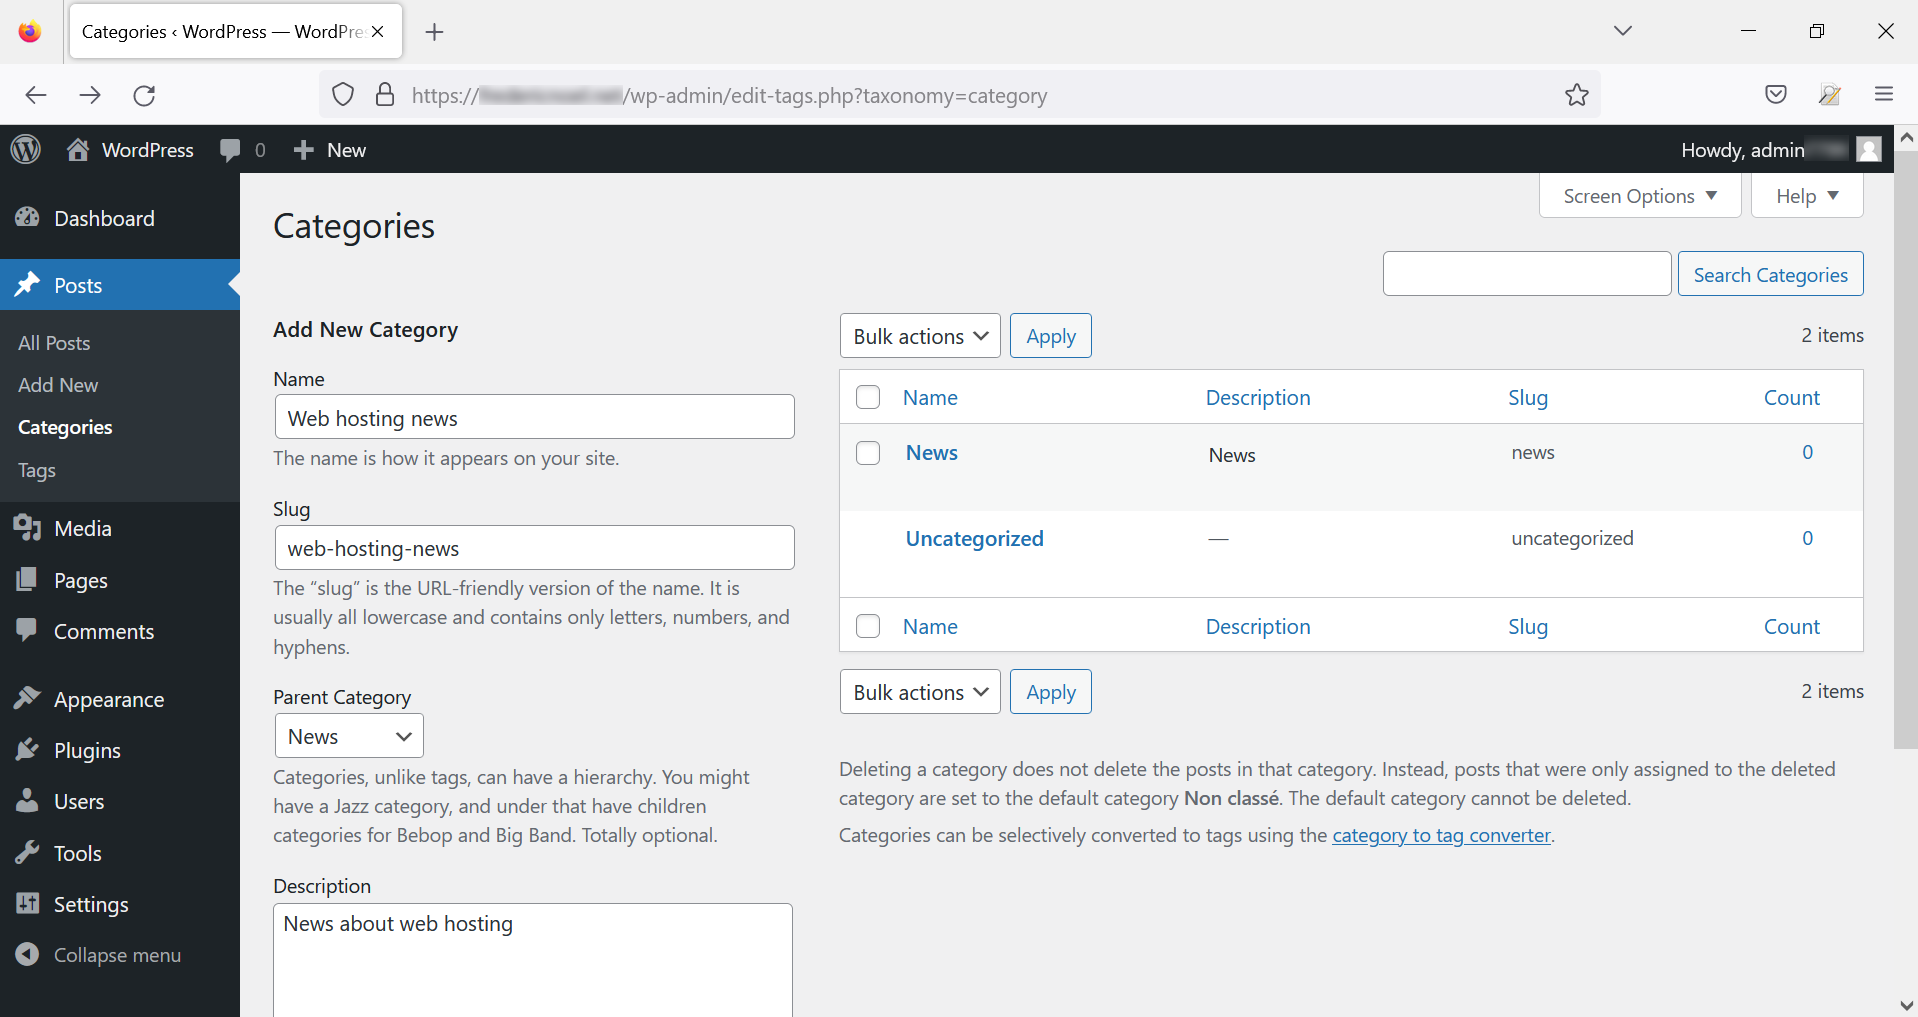 Categories ‹ WordPress — WordPre
https:// /wp-admin/edit-tags.php?taxonomy=category
WordPress 0 New Howdy, admin
Screen Options Help
Dashboard
Posts
All Posts
Add New
Categories
Tags
Media
Pages
Comments
Appearance
Plugins
Users
Tools
Settings
Collapse menu
Categories
Search Categories
Add New Category
Name
Web hosting news
The name is how it appears on your site.
Slug
web-hosting-news
The “slug” is the URL-friendly version of the name. It is
usually all lowercase and contains only letters, numbers, and
hyphens.
Parent Category
News
Categories, unlike tags, can have a hierarchy. You might
have a Jazz category, and under that have children
categories for Bebop and Big Band. Totally optional.
Description
News about web hosting
Bulk actions Apply 2 items
Name Description Slug Count
News News news 0
Uncategorized — uncategorized 0
Name Description Slug Count
Bulk actions Apply 2 items
Deleting a category does not delete the posts in that category. Instead, posts that were only assigned to the deleted
category are set to the default category Non classé. The default category cannot be deleted.
Categories can be selectively converted to tags using the category to tag converter.